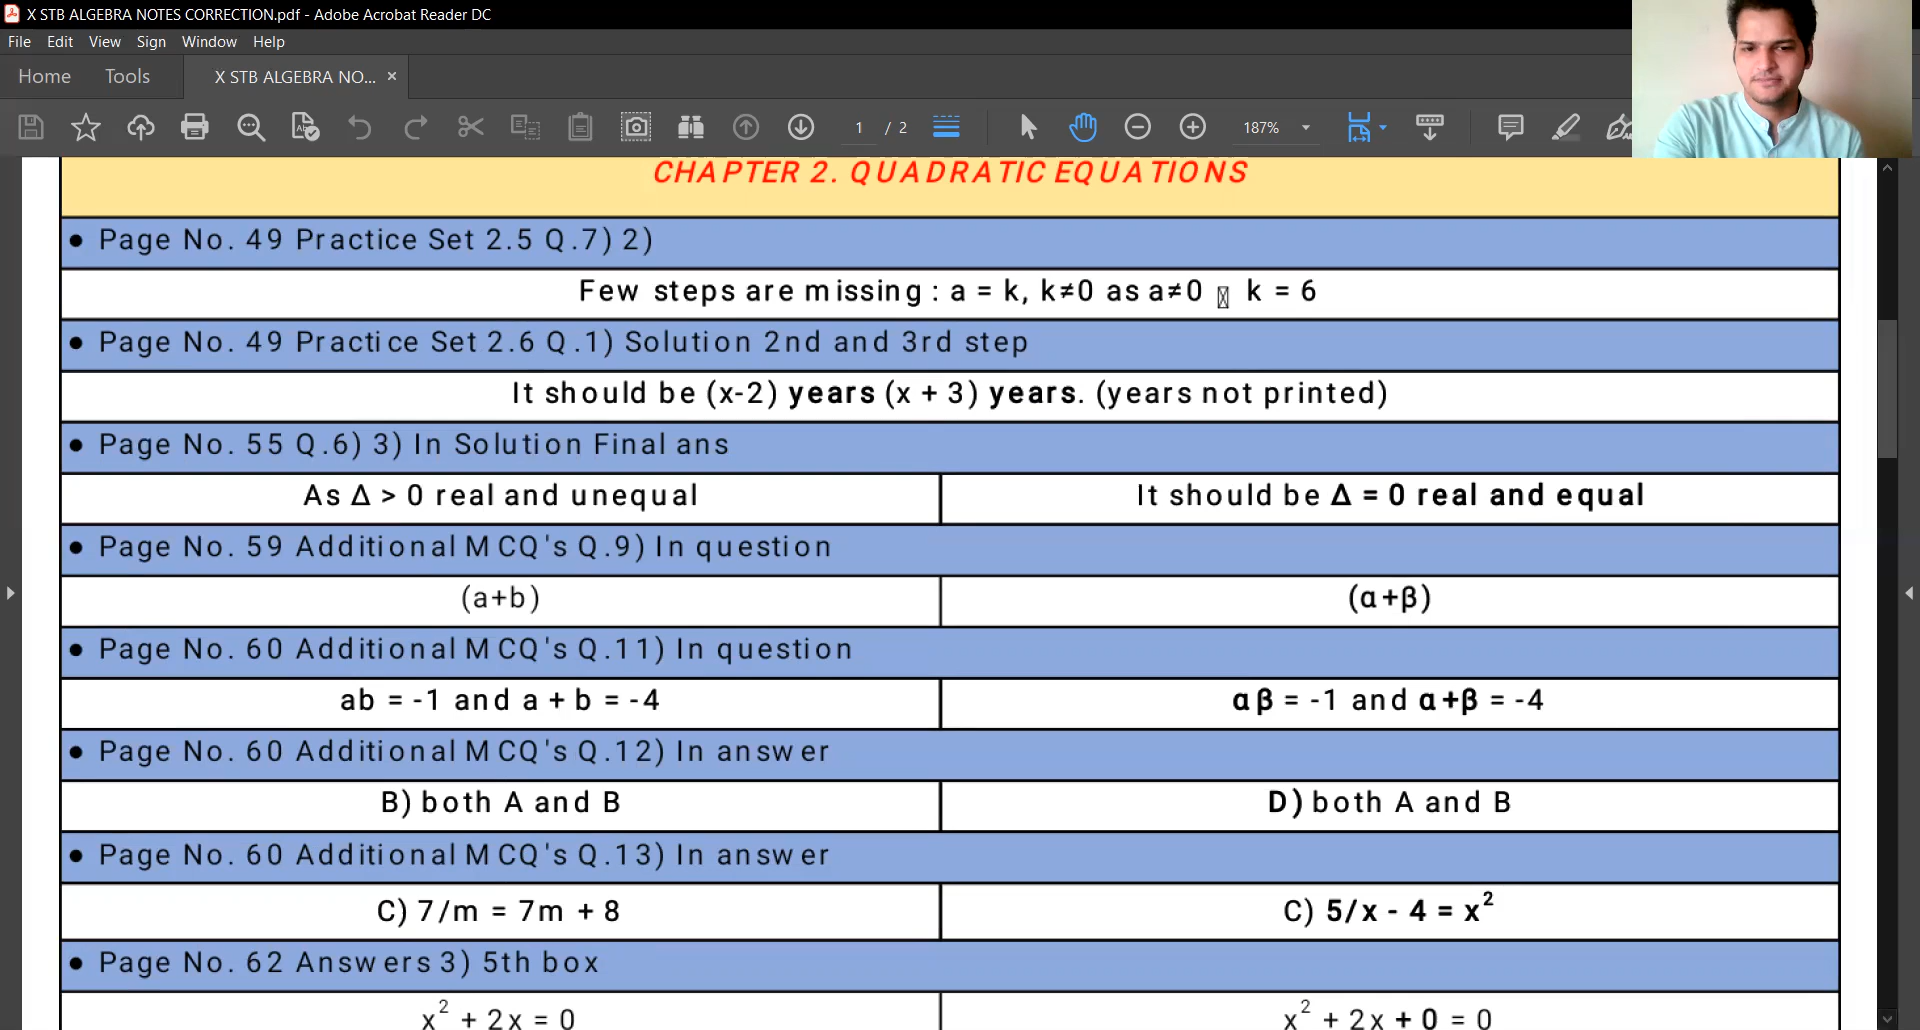 X STB ALGEBRA NOTES CORRECTION.pdf - Adobe Acrobat Reader DC
File Edit View Sign Window Help
Home Tools X STB ALGEBRA NO... ×
1 / 2 187%
CHAPTER 2. QUADRATIC EQUATIONS
• Page No. 49 Practice Set 2.5 Q.7) 2)
Few steps are missing : a = k, k≠0 as a≠0 k = 6
• Page No. 49 Practice Set 2.6 Q.1) Solution 2nd and 3rd step
It should be (x-2) years (x + 3) years. (years not printed)
• Page No. 55 Q.6) 3) In Solution Final ans
As Δ > 0 real and unequal It should be Δ = 0 real and equal
• Page No. 59 Additional MCQ's Q.9) In question
(a+b) (α+β)
• Page No. 60 Additional MCQ's Q.11) In question
ab = -1 and a + b = -4 αβ = -1 and α+β = -4
• Page No. 60 Additional MCQ's Q.12) In answer
B) both A and B D) both A and B
• Page No. 60 Additional MCQ's Q.13) In answer
C) 7/m = 7m + 8 C) 5/x - 4 = x²
• Page No. 62 Answers 3) 5th box
x² + 2x = 0 x² + 2x + 0 = 0